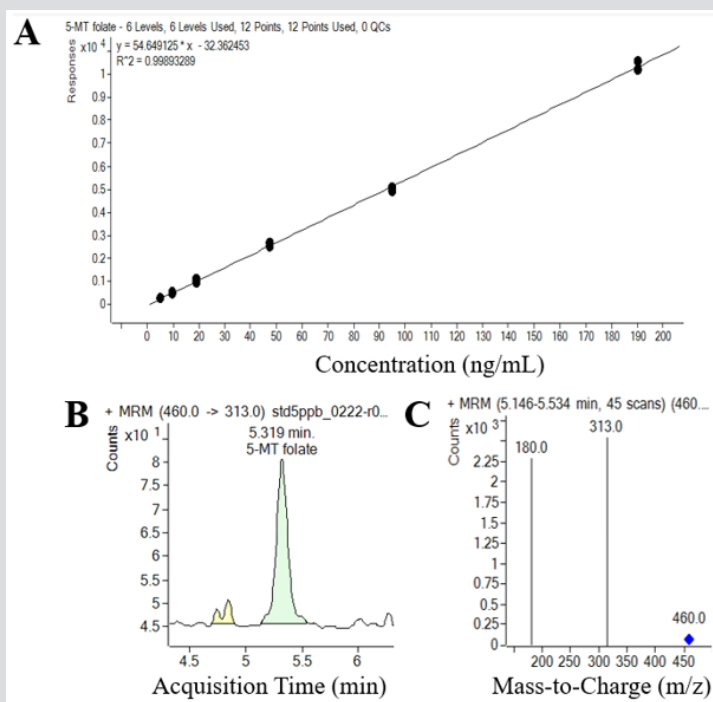 A
5-MT folate - 6 Levels, 6 Levels Used, 12 Points, 12 Points Used, 0 QCs
x10 4
y = 54.649125 * x - 32.362453
R^2 = 0.99893289
Responses
1
0.9
0.8
0.7
0.6
0.5
0.4
0.3
0.2
0.1
0
0 10 20 30 40 50 60 70 80 90 100 110 120 130 140 150 160 170 180 190 200
Concentration (ng/mL)
B
+ MRM (460.0 -> 313.0) std5ppb_0222-r0...
Counts
x10 1
5.319 min.
5-MT folate
8
7.5
7
6.5
6
5.5
5
4.5
4.5 5 5.5 6
Acquisition Time (min)
C
+ MRM (5.146-5.534 min, 45 scans) (460...
Counts
x10 3
313.0
180.0
2.25
2
1.75
1.5
1.25
1
0.75
0.5
0.25
0
460.0
200 250 300 350 400 450
Mass-to-Charge (m/z)